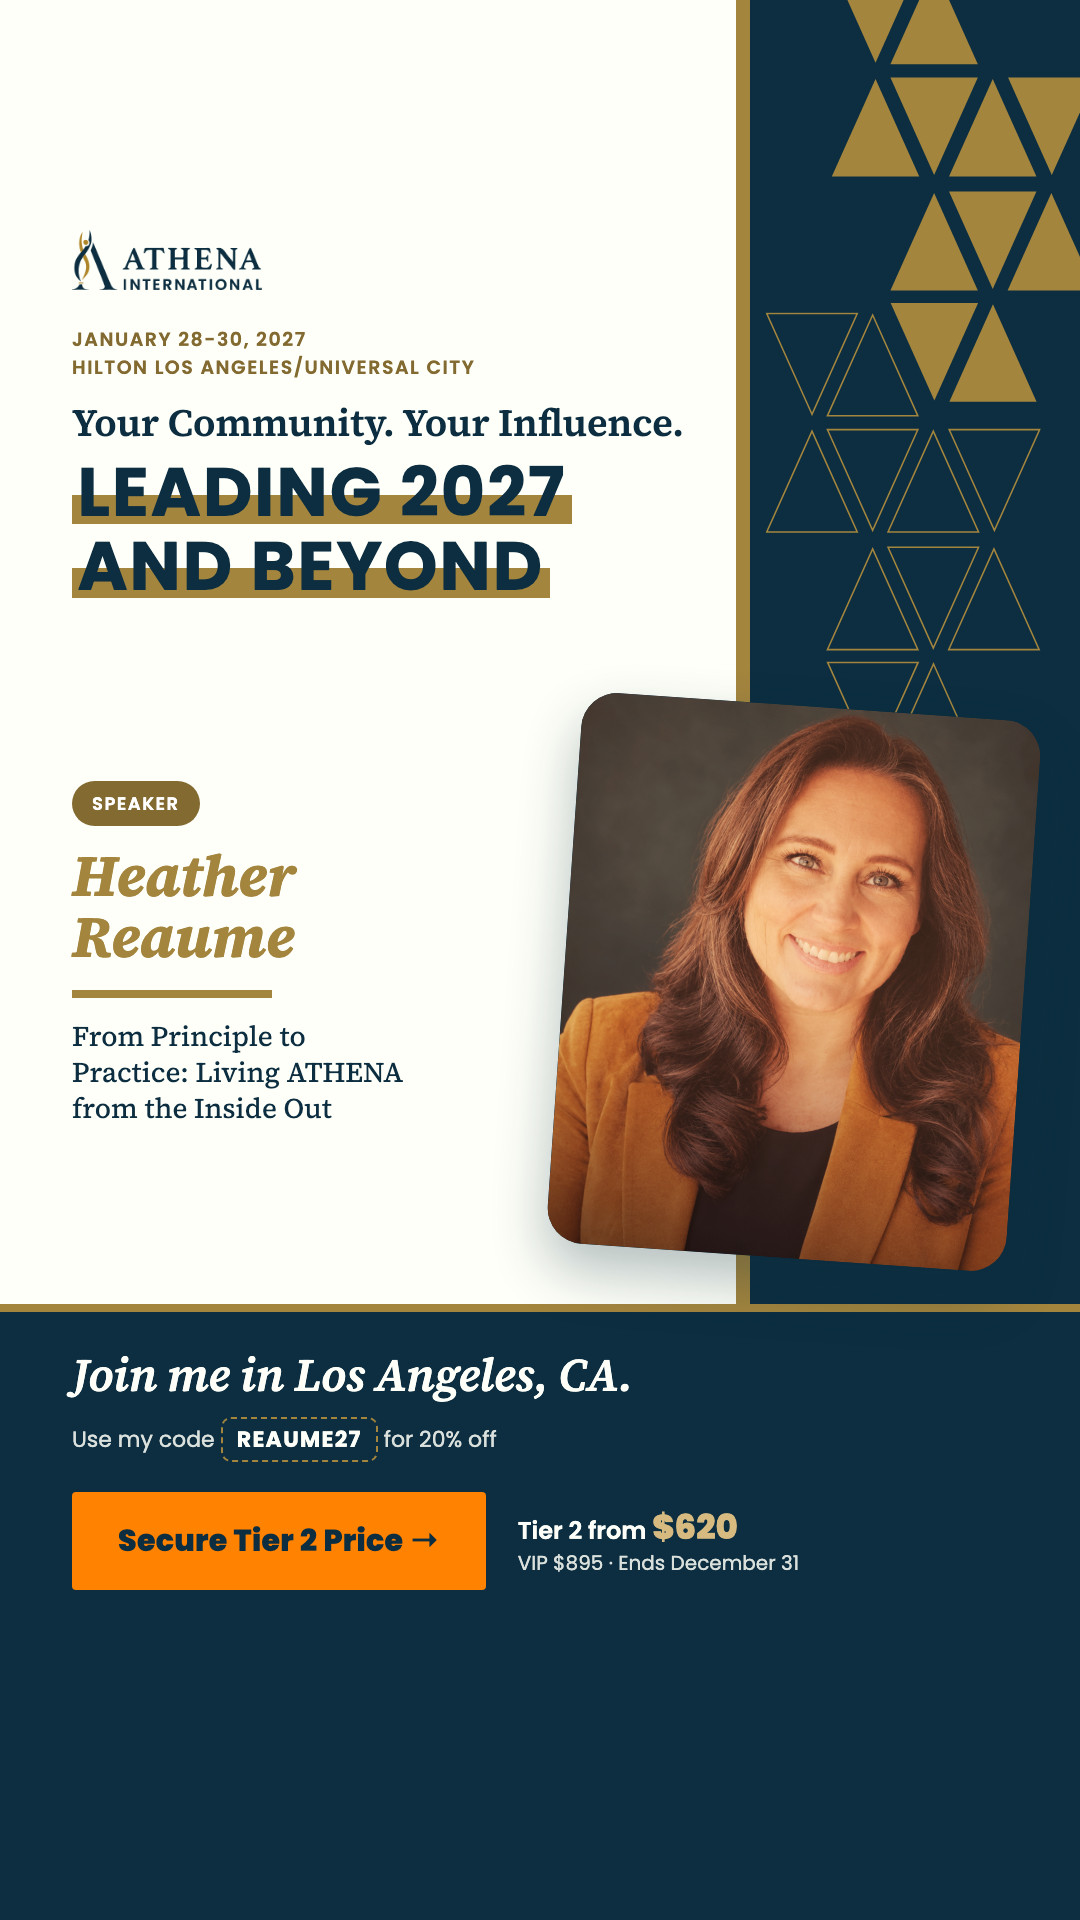 ATHENA
INTERNATIONAL
JANUARY 28-30, 2027
HILTON LOS ANGELES/UNIVERSAL CITY
Your Community. Your Influence.
LEADING 2027
AND BEYOND
SPEAKER
Heather
Reaume
From Principle to
Practice: Living ATHENA
from the Inside Out
Join me in Los Angeles, CA.
Use my code REAUME27 for 20% off
Secure Tier 2 Price →
Tier 2 from $620
VIP $895 · Ends December 31